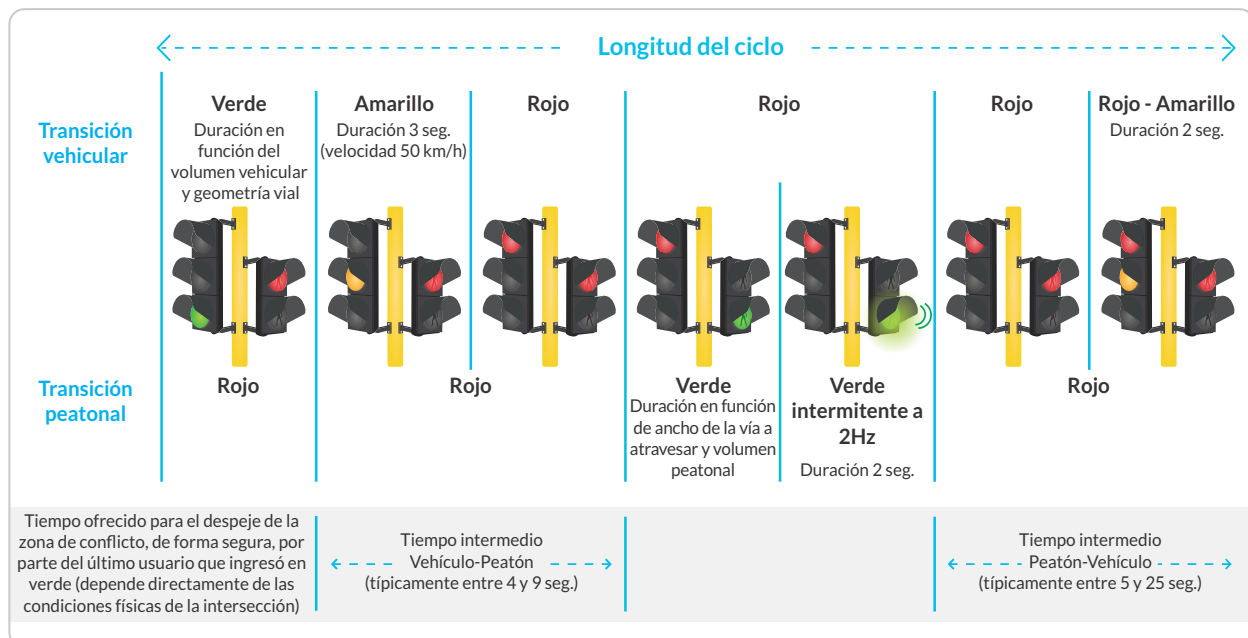 Longitud del ciclo
Transición
vehicular
Verde
Duración en
función del
volumen vehicular
y geometría vial
Amarillo
Duración 3 seg.
(velocidad 50 km/h)
Rojo
Rojo
Rojo
Rojo - Amarillo
Duración 2 seg.
Transición
peatonal
Rojo
Rojo
Verde
Duración en función
de ancho de la vía a
atravesar y volumen
peatonal
Verde
intermitente a
2Hz
Duración 2 seg.
Rojo
Tiempo ofrecido para el despeje de la
zona de conflicto, de forma segura, por
parte del último usuario que ingresó en
verde (depende directamente de las
condiciones físicas de la intersección)
Tiempo intermedio
Vehículo-Peatón
(típicamente entre 4 y 9 seg.)
Tiempo intermedio
Peatón-Vehículo
(típicamente entre 5 y 25 seg.)